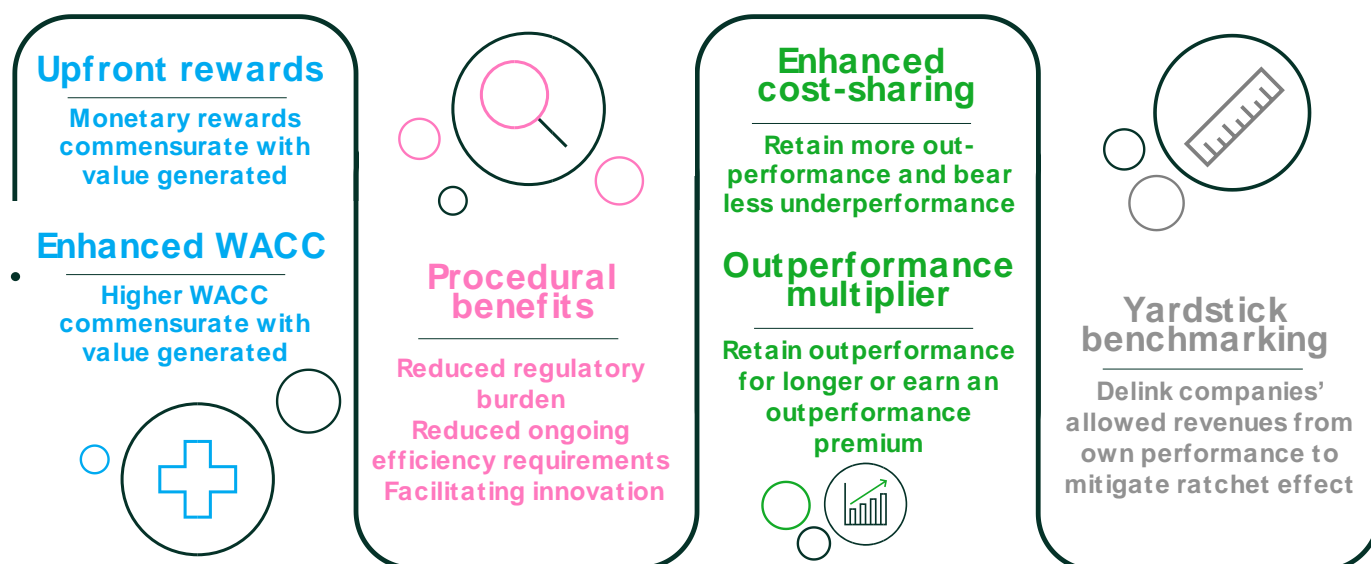 Upfront rewards
Monetary rewards
commensurate with
value generated
Enhanced WACC
Higher WACC
commensurate with
value generated
Procedural
benefits
Reduced regulatory
burden
Reduced ongoing
efficiency requirements
Facilitating innovation
Enhanced
cost-sharing
Retain more out-
performance and bear
less underperformance
Outperformance
multiplier
Retain outperformance
for longer or earn an
outperformance
premium
Yardstick
benchmarking
Delink companies’
allowed revenues from
own performance to
mitigate ratchet effect